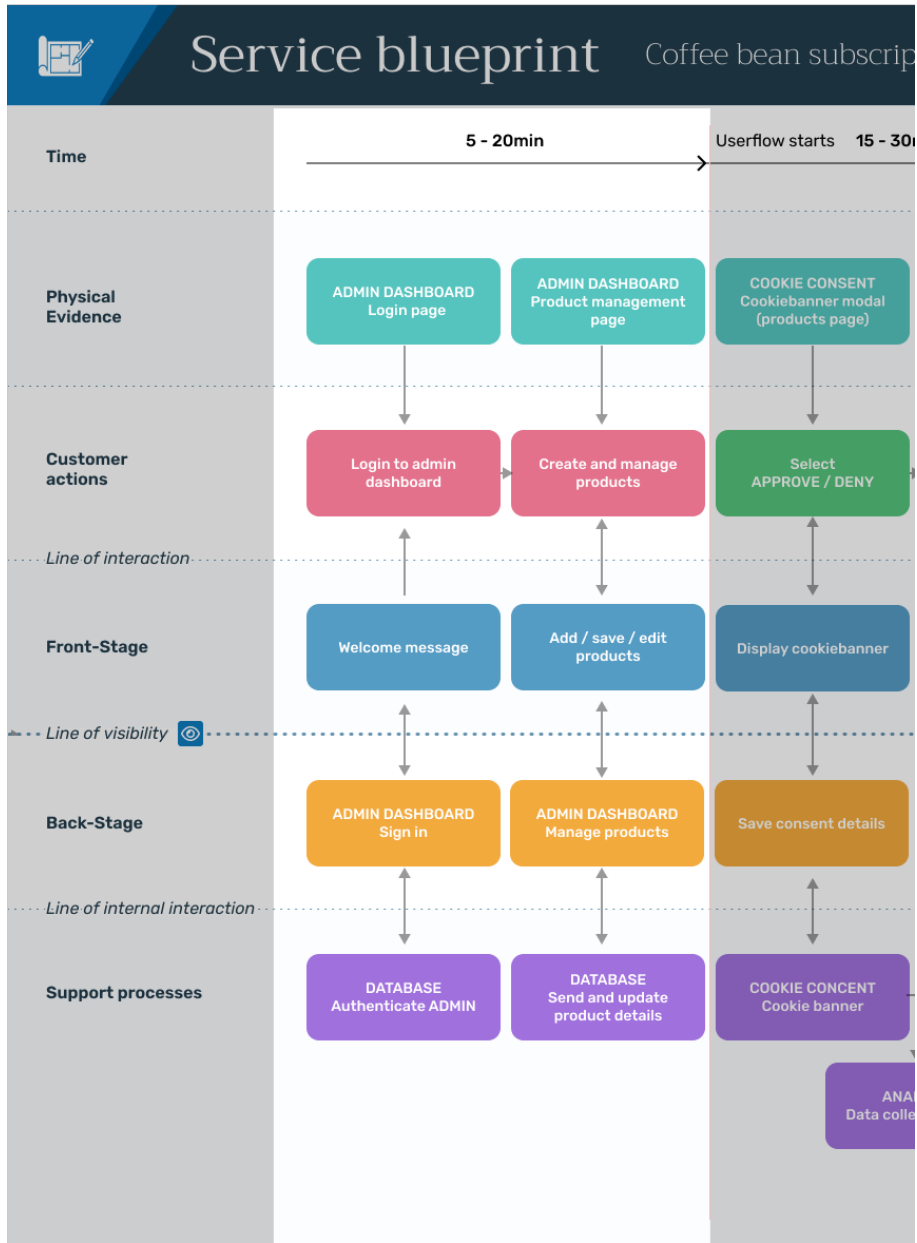 Service blueprint
Coffee bean subscrip
Time
5 - 20min
Userflow starts 15 - 30
Physical
Evidence
ADMIN DASHBOARD
Login page
ADMIN DASHBOARD
Product management
page
COOKIE CONSENT
Cookiebanner modal
(products page)
Customer
actions
Login to admin
dashboard
Create and manage
products
Select
APPROVE / DENY
Line of interaction
Front-Stage
Welcome message
Add / save / edit
products
Display cookiebanner
Line of visibility
Back-Stage
ADMIN DASHBOARD
Sign in
ADMIN DASHBOARD
Manage products
Save consent details
Line of internal interaction
Support processes
DATABASE
Authenticate ADMIN
DATABASE
Send and update
product details
COOKIE CONCENT
Cookie banner
ANA
Data colle